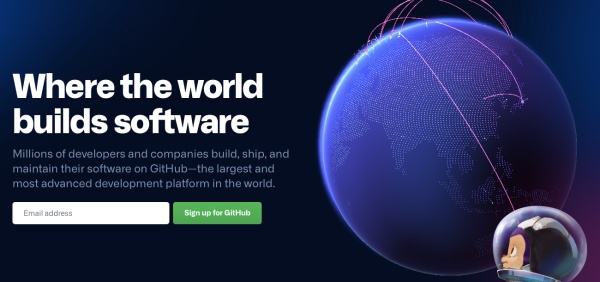 Where the world
builds software
Millions of developers and companies build, ship, and
maintain their software on GitHub—the largest and
most advanced development platform in the world.
Email address
Sign up for GitHub